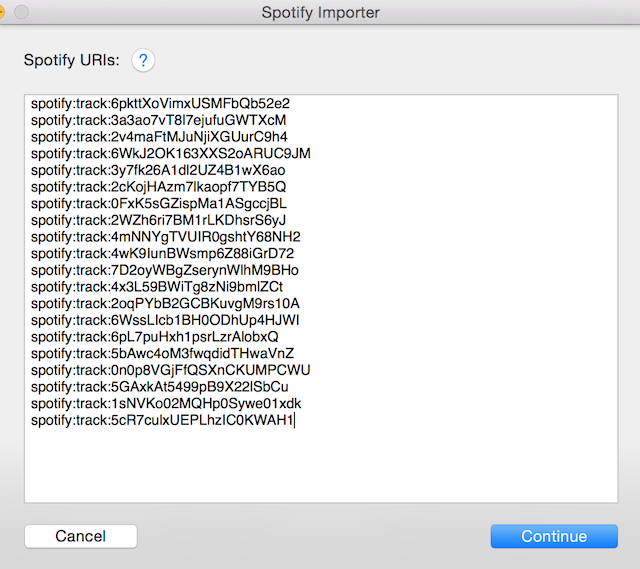 Spotify Importer
Spotify URIs:
?
spotify:track:6pkttXoVimxUSMFbQb52e2
spotify:track:3a3ao7vT8l7ejufuGWTXcM
spotify:track:2v4maFtMJuNjiXGUurC9h4
spotify:track:6WkJ2OK163XXS2oARUC9JM
spotify:track:3y7fk26A1dl2UZ4B1wX6ao
spotify:track:2cKojHAzm7lkaopf7TYB5Q
spotify:track:0FxK5sGZispMa1ASgccjBL
spotify:track:2WZh6ri7BM1rLKDhsrS6yJ
spotify:track:4mNNYgTVUIR0gshtY68NH2
spotify:track:4wK9IunBWsmp6Z88iGrD72
spotify:track:7D2oyWBgZserynWlhM9BHo
spotify:track:4x3L59BWiTg8zNi9bmlZCt
spotify:track:2oqPYbB2GCBKuvgM9rs10A
spotify:track:6WssLIcb1BH0ODhUp4HJWI
spotify:track:6pL7puHxh1psrLzrAlobxQ
spotify:track:5bAwc4oM3fwqdidTHwaVnZ
spotify:track:0n0p8VGjFfQSXnCKUMPCWU
spotify:track:5GAxkAt5499pB9X22lSbCu
spotify:track:1sNVKo02MQHp0Sywe01xdk
spotify:track:5cR7culxUEPLhzIC0KWAH1
Cancel
Continue